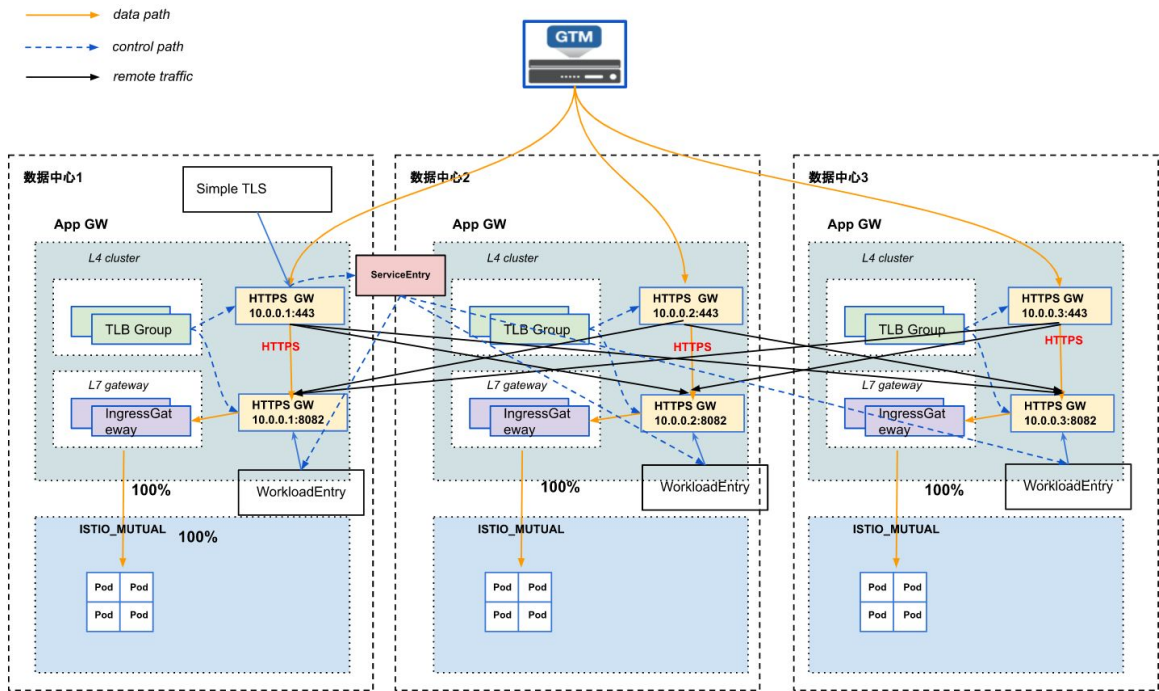 data path
control path
remote traffic
GTM
数据中心1
Simple TLS
App GW
L4 cluster
TLB Group
HTTPS GW
10.0.0.1:443
HTTPS
L7 gateway
IngressGat
eway
HTTPS GW
10.0.0.1:8082
WorkloadEntry
100%
ISTIO_MUTUAL
100%
Pod Pod
Pod Pod
ServiceEntry
数据中心2
App GW
L4 cluster
TLB Group
HTTPS GW
10.0.0.2:443
HTTPS
L7 gateway
IngressGat
eway
HTTPS GW
10.0.0.2:8082
WorkloadEntry
100%
ISTIO_MUTUAL
Pod Pod
Pod Pod
数据中心3
App GW
L4 cluster
TLB Group
HTTPS GW
10.0.0.3:443
HTTPS
L7 gateway
IngressGat
eway
HTTPS GW
10.0.0.3:8082
WorkloadEntry
100%
ISTIO_MUTUAL
Pod Pod
Pod Pod